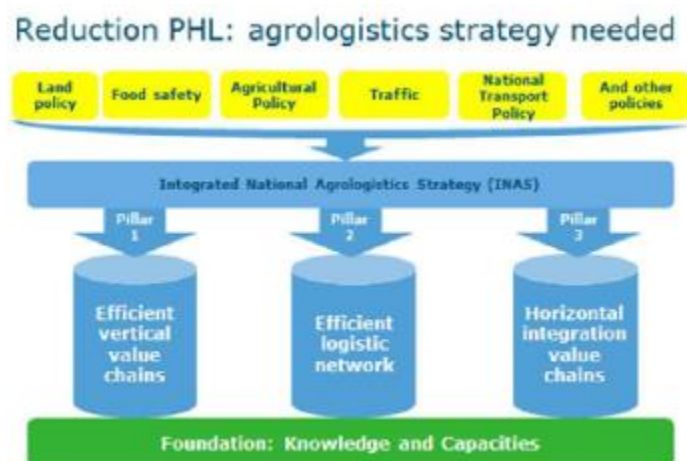 Reduction PHL: agrologistics strategy needed
Land
policy
Food safety
Agricultural
Policy
Traffic
National
Transport
Policy
And other
policies
Integrated National Agrologistics Strategy (INAS)
Pillar
1
Pillar
2
Pillar
3
Efficient
vertical
value
chains
Efficient
logistic
network
Horizontal
integration
value
chains
Foundation: Knowledge and Capacities